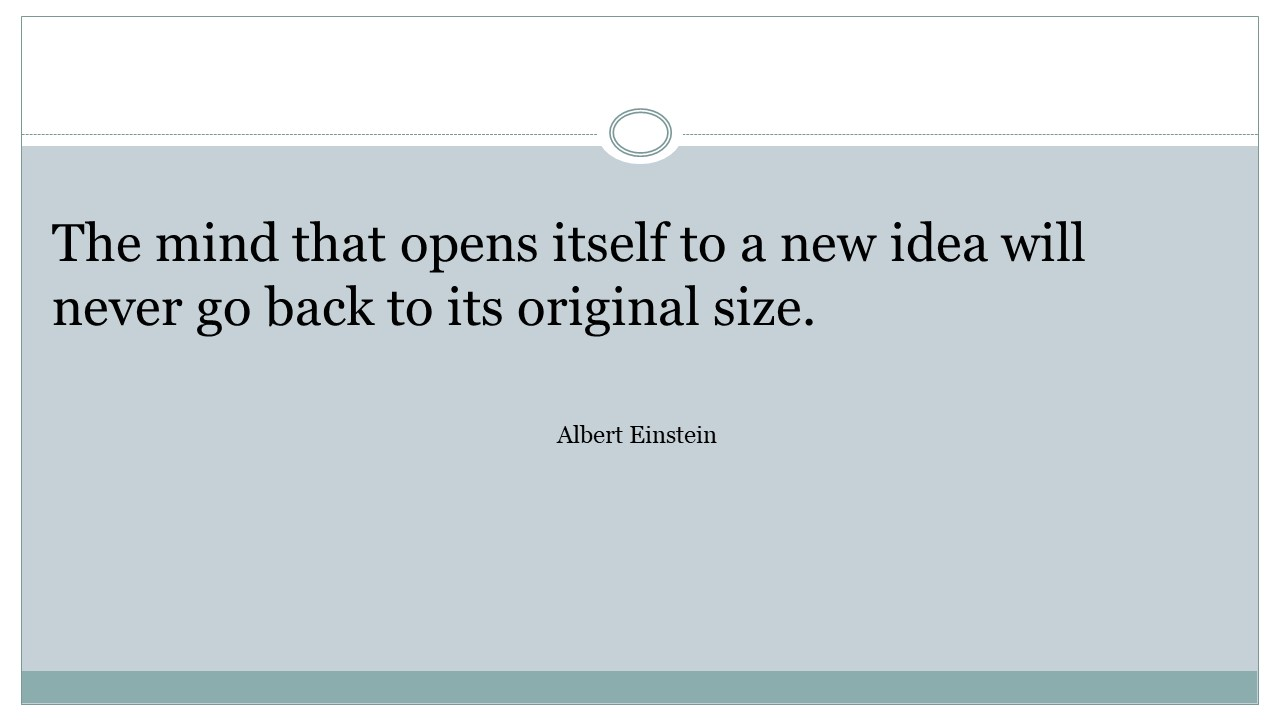 The mind that opens itself to a new idea will
never go back to its original size.
Albert Einstein